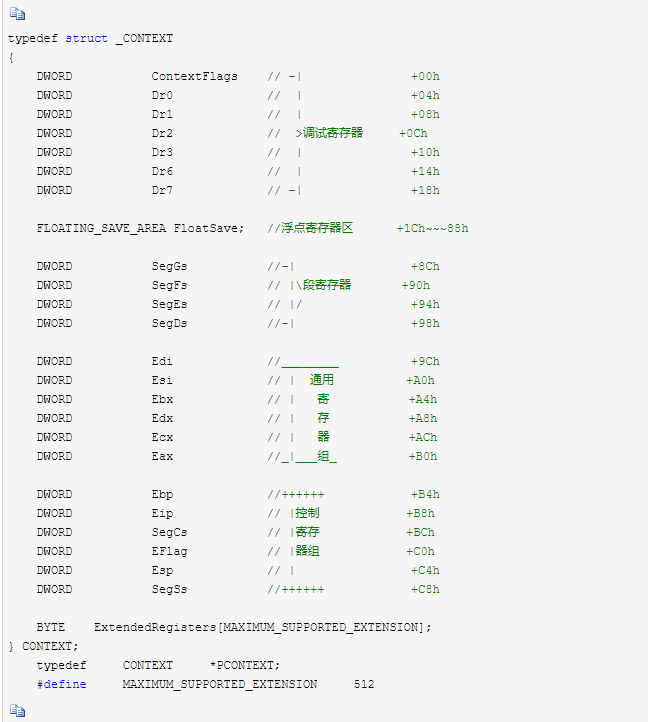 typedef struct _CONTEXT
{
    DWORD           ContextFlags    // -|               +00h
    DWORD           Dr0             //  |               +04h
    DWORD           Dr1             //  |               +08h
    DWORD           Dr2             //  >调试寄存器     +0Ch
    DWORD           Dr3             //  |               +10h
    DWORD           Dr6             //  |               +14h
    DWORD           Dr7             // -|               +18h
    FLOATING_SAVE_AREA FloatSave;   //浮点寄存器区      +1Ch~~~88h
    DWORD           SegGs           //-|                +8Ch
    DWORD           SegFs           // |\段寄存器       +90h
    DWORD           SegEs           // |/               +94h
    DWORD           SegDs           //-|                +98h
    DWORD           Edi             //________          +9Ch
    DWORD           Esi             // |  通用          +A0h
    DWORD           Ebx             // |   寄           +A4h
    DWORD           Edx             // |   存           +A8h
    DWORD           Ecx             // |   器           +ACh
    DWORD           Eax             //_|___组_          +B0h
    DWORD           Ebp             //++++++            +B4h
    DWORD           Eip             // |控制            +B8h
    DWORD           SegCs           // |寄存            +BCh
    DWORD           EFlag           // |器组            +C0h
    DWORD           Esp             // |                +C4h
    DWORD           SegSs           //++++++            +C8h
    BYTE    ExtendedRegisters[MAXIMUM_SUPPORTED_EXTENSION];
} CONTEXT;
    typedef     CONTEXT     *PCONTEXT;
    #define     MAXIMUM_SUPPORTED_EXTENSION     512